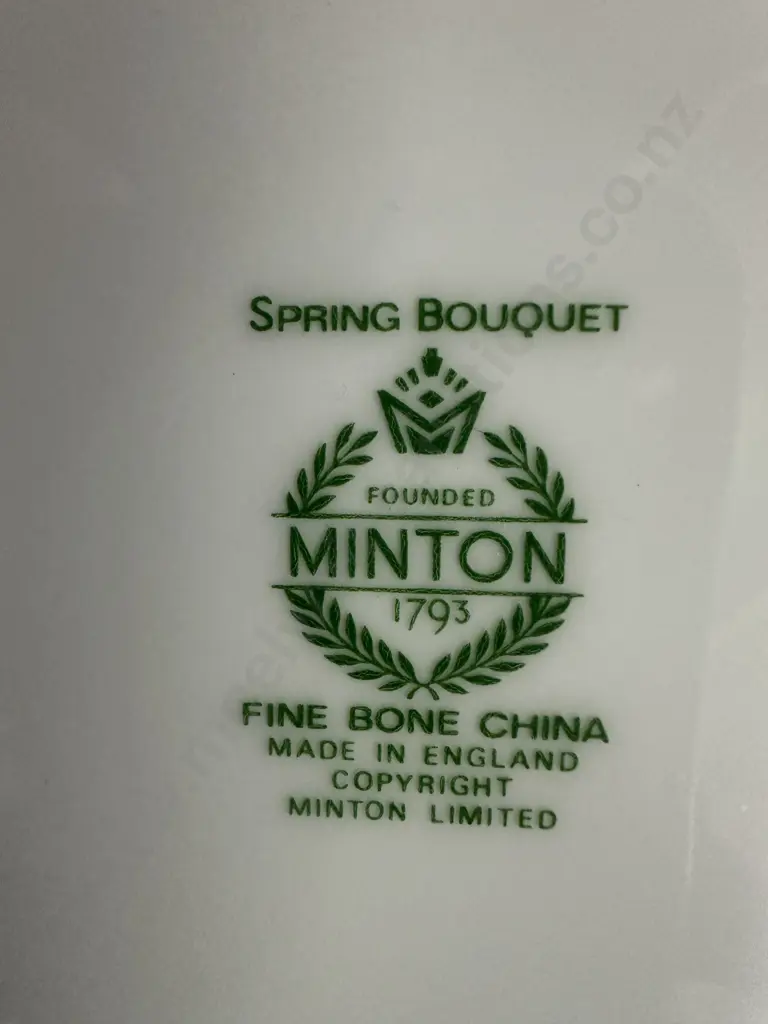 SPRING BOUQUET
FOUNDED
MINTON
1793
FINE BONE CHINA
MADE IN ENGLAND
COPYRIGHT
MINTON LIMITED